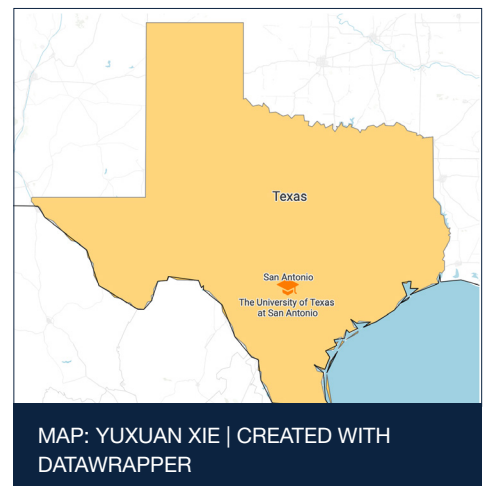 Texas
San Antonio
The University of Texas
at San Antonio
MAP: YUXUAN XIE | CREATED WITH
DATAWRAPPER